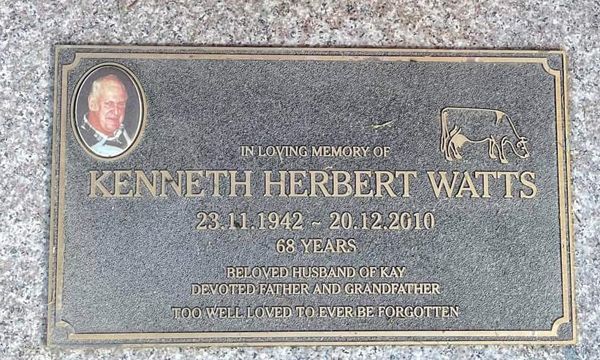 IN LOVING MEMORY OF
KENNETH HERBERT WATTS
23.11.1942 ~ 20.12.2010
68 YEARS
BELOVED HUSBAND OF KAY
DEVOTED FATHER AND GRANDFATHER
TOO WELL LOVED TO EVER BE FORGOTTEN